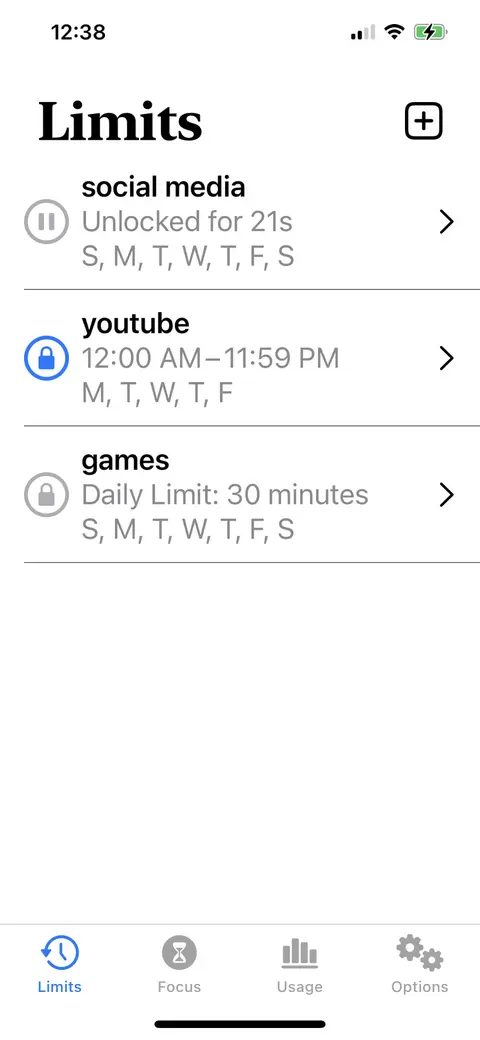 12:38
Limits
social media
Unlocked for 21s
S, M, T, W, T, F, S
youtube
12:00 AM–11:59 PM
M, T, W, T, F
games
Daily Limit: 30 minutes
S, M, T, W, T, F, S
Limits
Focus
Usage
Options